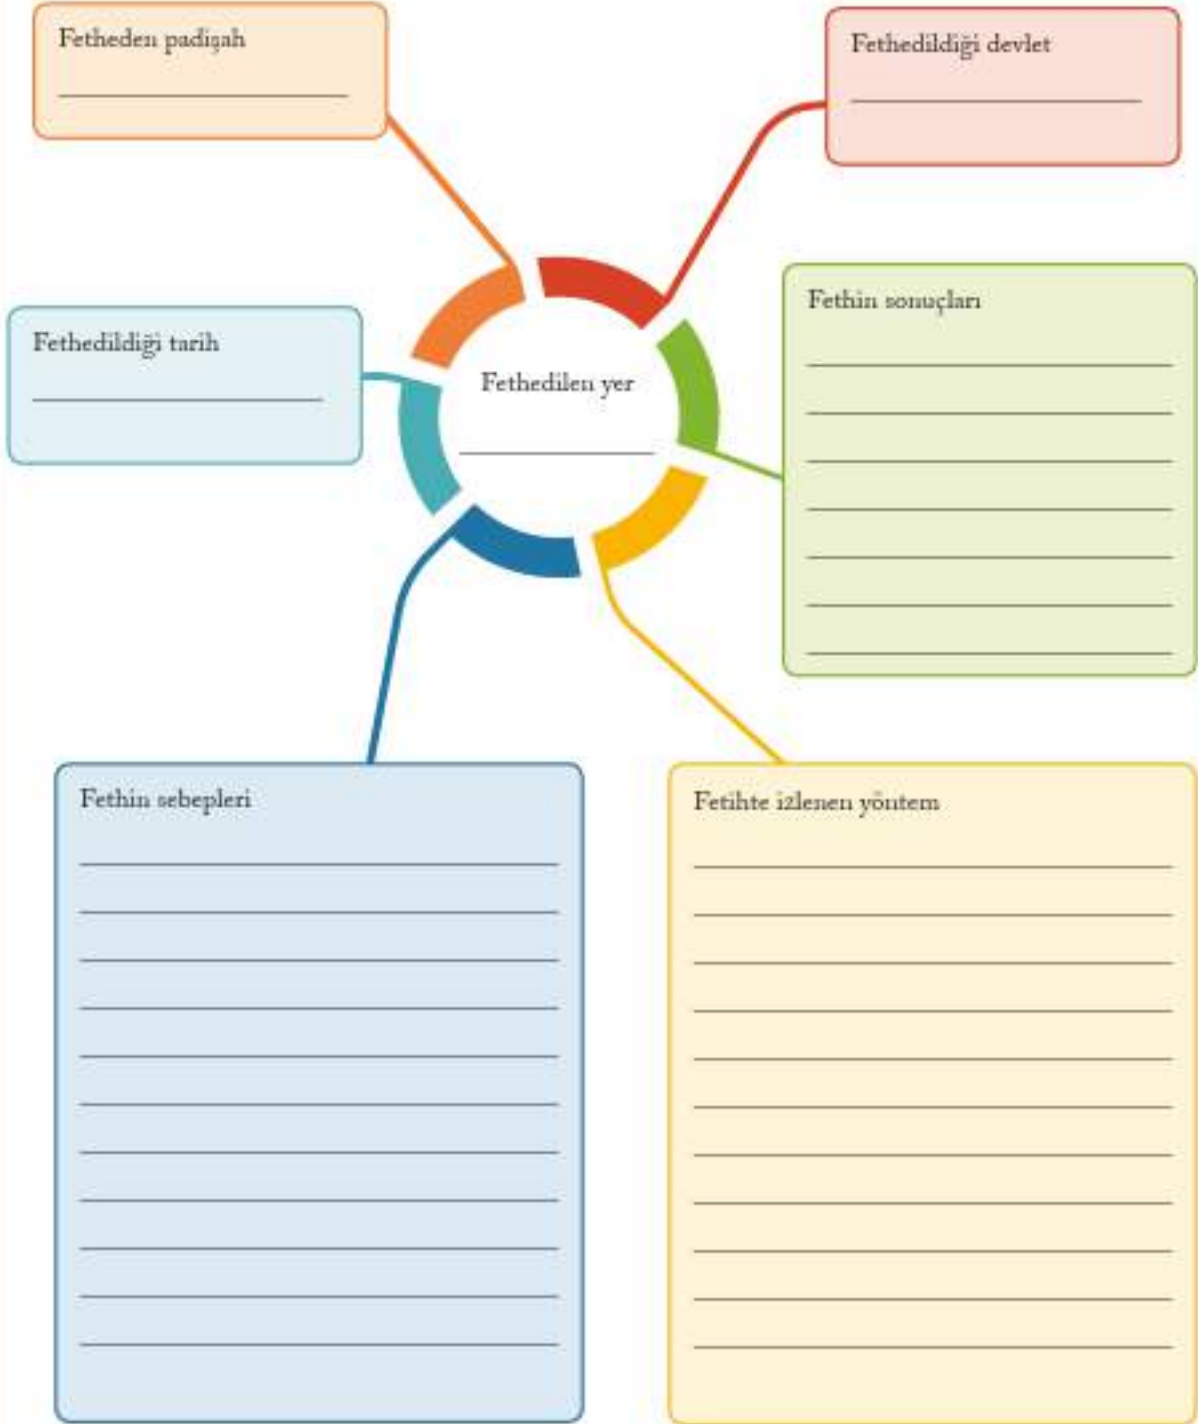 Fetheden padişah
Fethedildiği devlet
Fethin sonuçları
Fethedildiği tarih
Fethedilen yer
Fethin sebepleri
Fetihte izlenen yöntem